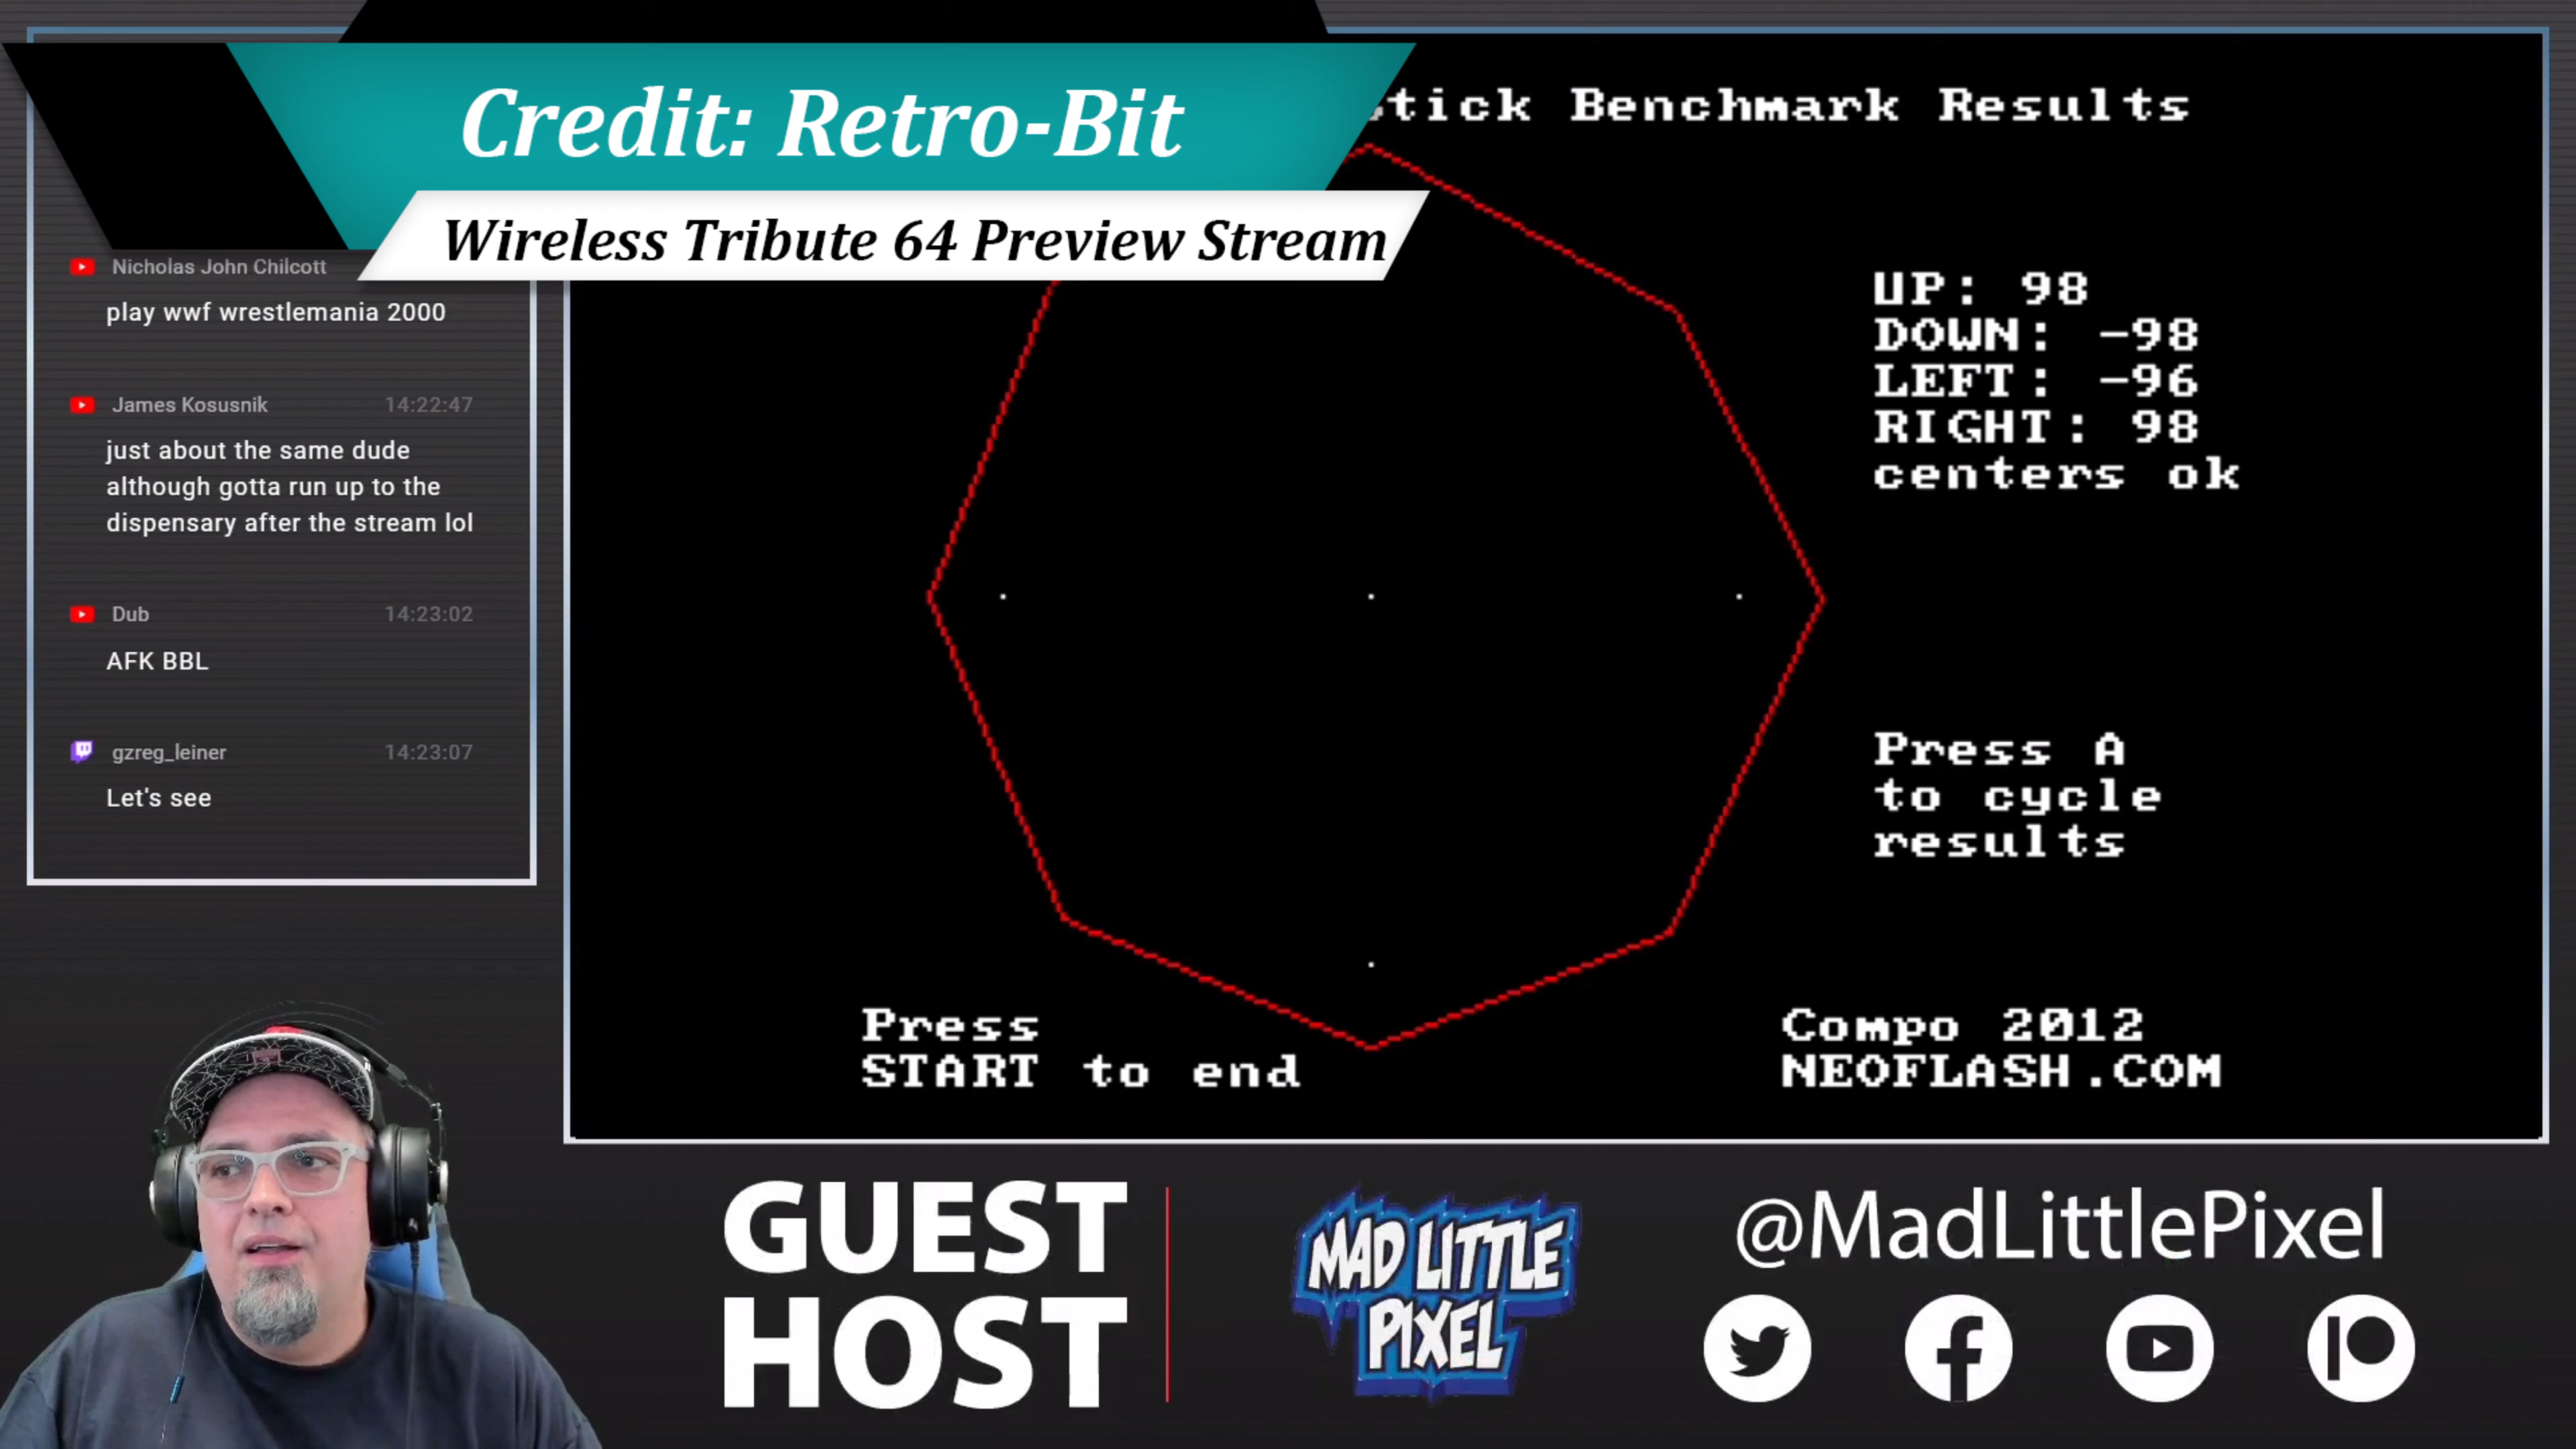 Credit: Retro-Bit
Wireless Tribute 64 Preview Stream
Benchmark Results
Nicholas John Chilcott
play wwf wrestlemania 2000
James Kosusnik 14:22:47
just about the same dude
although gotta run up to the
dispensary after the stream lol
Dub 14:23:02
AFK BBL
gzreg_leiner 14:23:07
Let's see
UP: 98
DOWN: -98
LEFT: -96
RIGHT: 98
centers ok
Press A
to cycle
results
Press
START to end
Compo 2012
NEOFLASH.COM
GUEST
HOST
MAD LITTLE
PIXEL
@MadLittlePixel